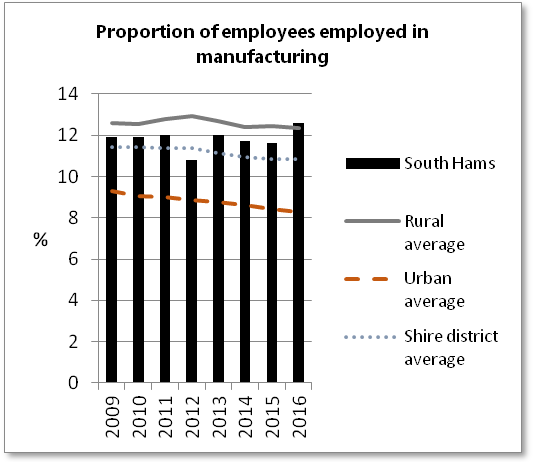 Proportion of employees employed in
manufacturing
14
12
10
8
6
4
2
0
%
2009
2010
2011
2012
2013
2014
2015
2016
South Hams
Rural
average
Urban
average
Shire district
average